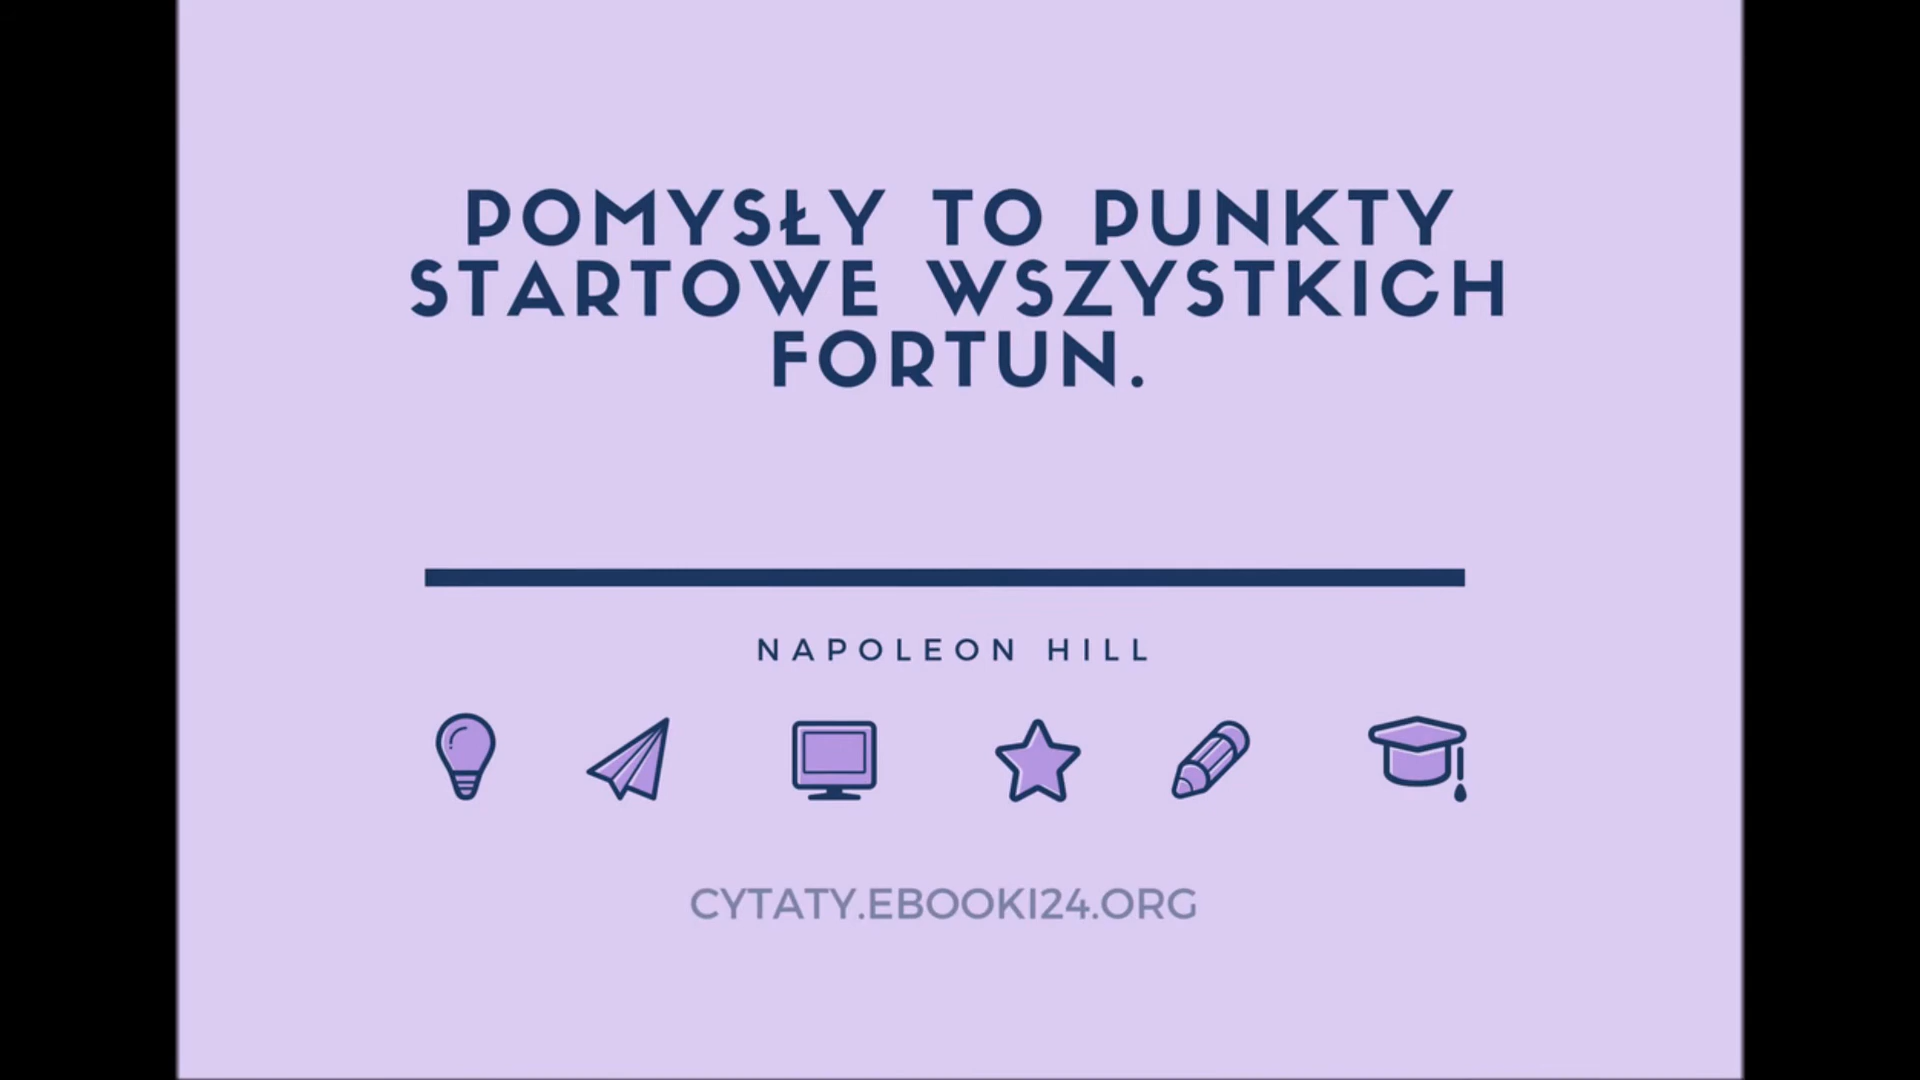 POMYSŁY TO PUNKTY
STARTOWE WSZYSTKICH
FORTUN.
NAPOLEON HILL
CYTATY.EBOOKI24.ORG